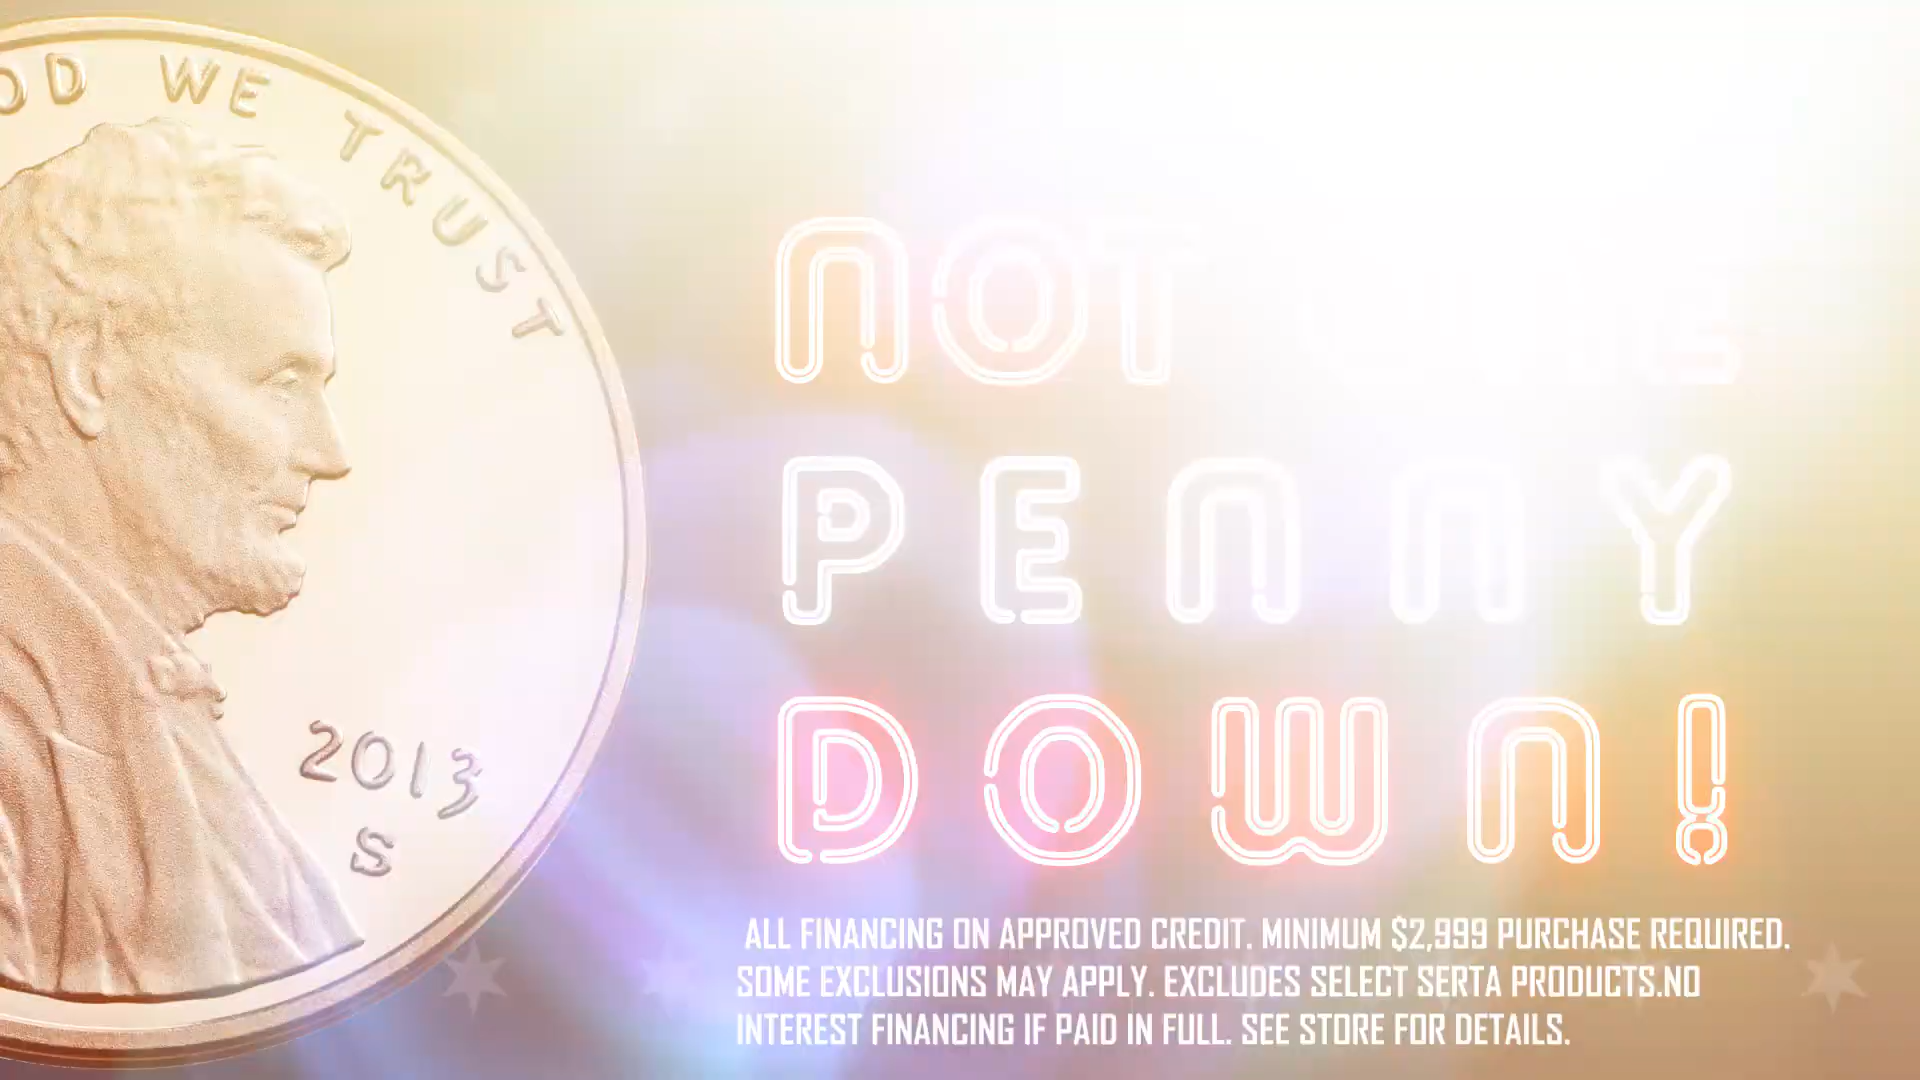 OD WE TRUST
2013
S
NOT
PENNY
DOWN!
ALL FINANCING ON APPROVED CREDIT. MINIMUM $2,999 PURCHASE REQUIRED.
SOME EXCLUSIONS MAY APPLY. EXCLUDES SELECT SERTA PRODUCTS.NO
INTEREST FINANCING IF PAID IN FULL. SEE STORE FOR DETAILS.